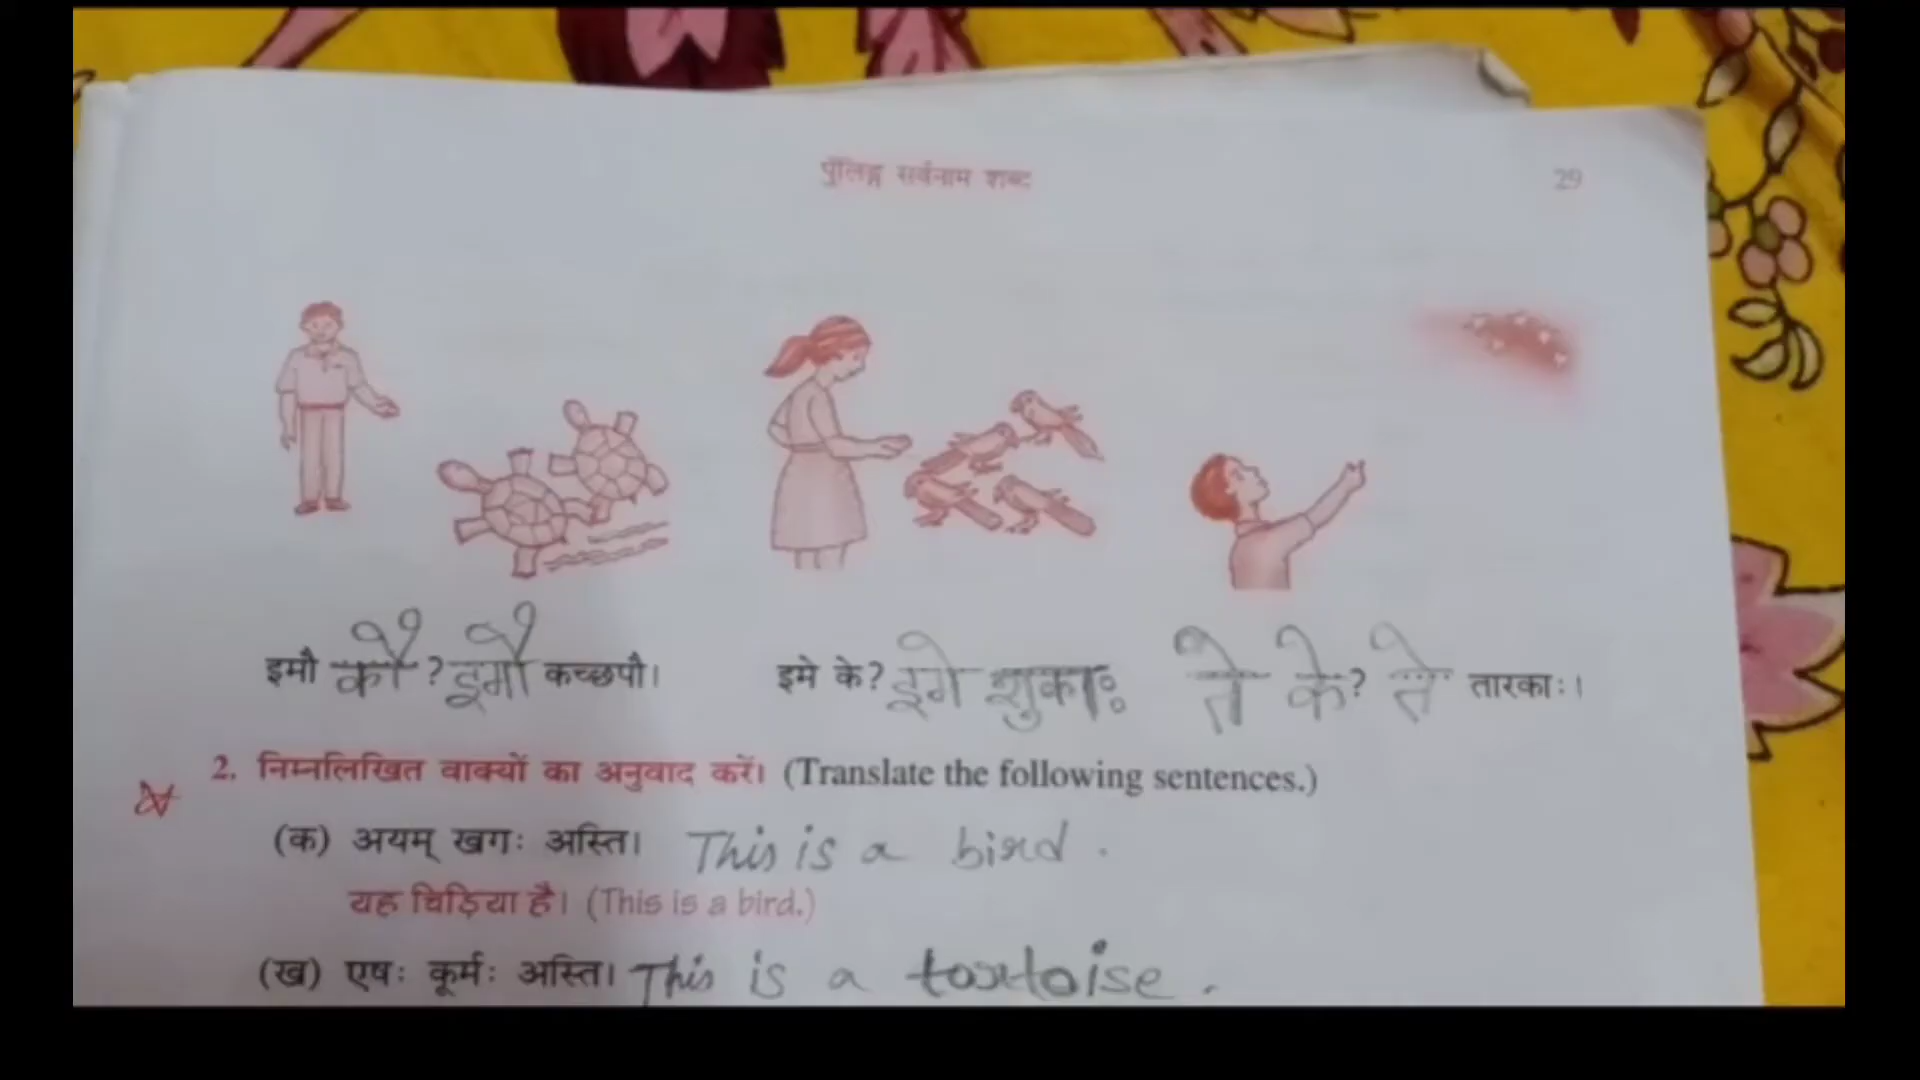 पुँलिङ्ग सर्वनाम शब्द 29
इमौ कौ ? इमौ कच्छपौ। इमे के? इमे शुकाः ते के? ते तारकाः।
2. निम्नलिखित वाक्यों का अनुवाद करें। (Translate the following sentences.)
(क) अयम् खगः अस्ति। This is a bird.
यह चिड़िया है। (This is a bird.)
(ख) एषः कूर्मः अस्ति। This is a tortoise.